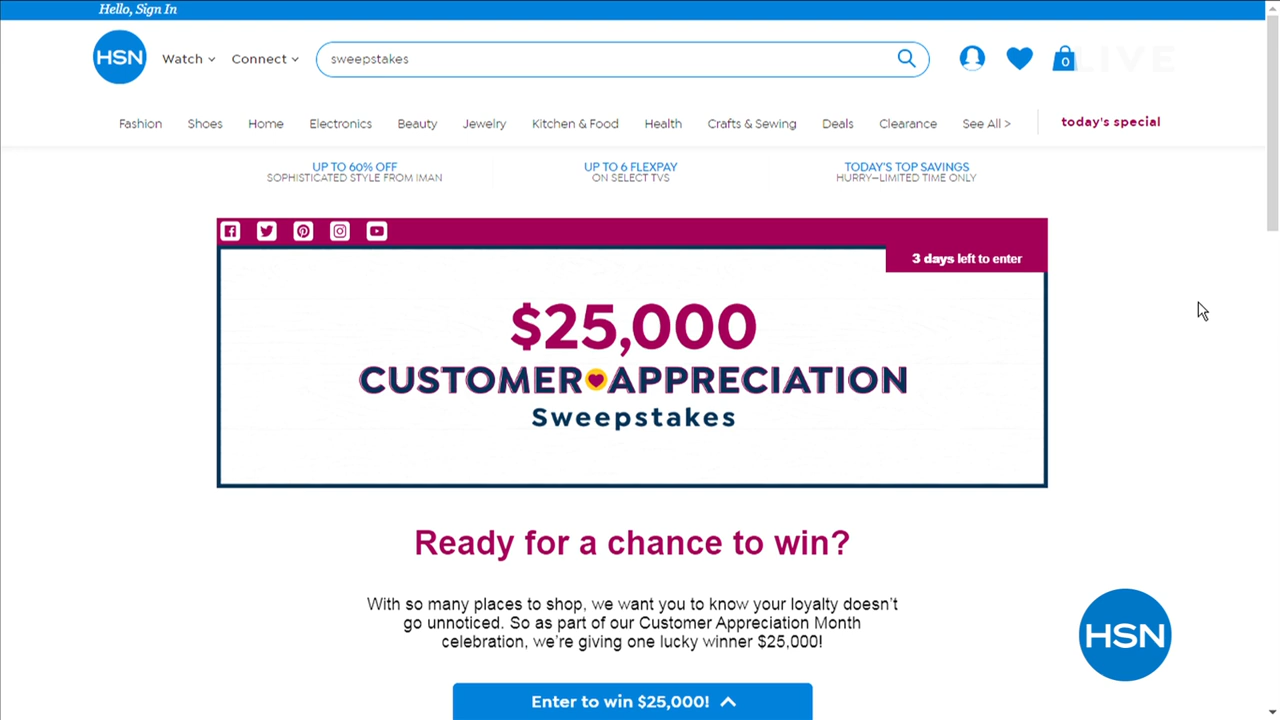 Hello, Sign In
HSN
Watch
Connect
sweepstakes
0
LIVE
Fashion
Shoes
Home
Electronics
Beauty
Jewelry
Kitchen & Food
Health
Crafts & Sewing
Deals
Clearance
See All >
today's special
UP TO 60% OFF
SOPHISTICATED STYLE FROM IMAN
UP TO 6 FLEXPAY
ON SELECT TVS
TODAY'S TOP SAVINGS
HURRY—LIMITED TIME ONLY
3 days left to enter
$25,000
CUSTOMER APPRECIATION
Sweepstakes
Ready for a chance to win?
With so many places to shop, we want you to know your loyalty doesn’t
go unnoticed. So as part of our Customer Appreciation Month
celebration, we’re giving one lucky winner $25,000!
HSN
Enter to win $25,000!